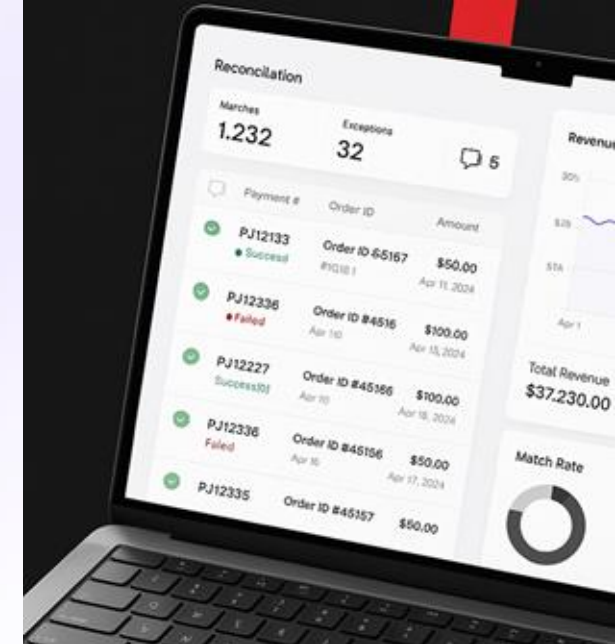 Reconcilation
Marches
Exceptions
1.232
32
5
Payment #
Order ID
Amount
PJ12133
Order ID 65167
$50.00
Success
Apr 11, 2024
PJ12336
Order ID #4516
$100.00
Failed
Apr 15, 2024
PJ12227
Order ID #45166
$100.00
Apr 18, 2024
PJ12336
Order ID #45156
$50.00
Faled
Apr 16
Apr 17, 2024
PJ12335
Order ID #45157
$50.00
Revenue
Apr 1
Total Revenue
$37.230.00
Match Rate